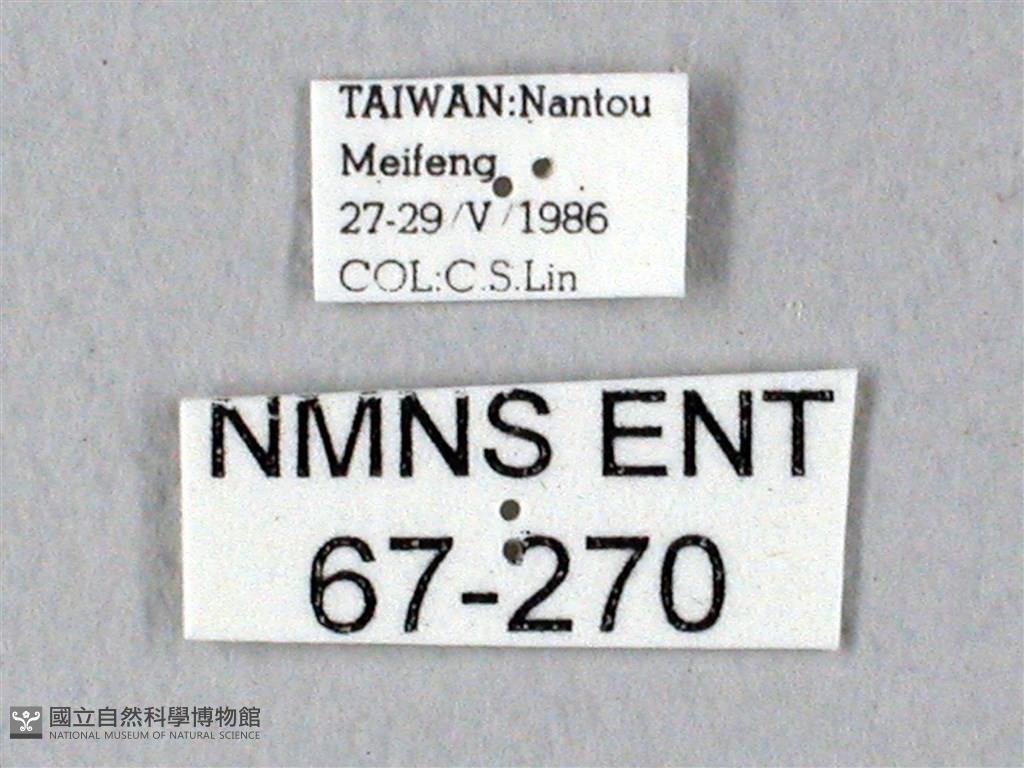 TAIWAN:Nantou
Meifeng
27-29/V/1986
COL:C.S.Lin
NMNS ENT
67-270
國立自然科學博物館
NATIONAL MUSEUM OF NATURAL SCIENCE